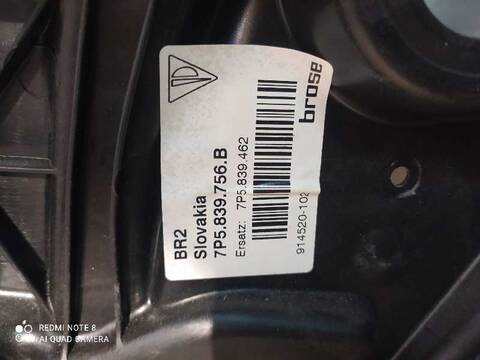 BR2
Slovakia
7P5.839.756.B
Ersatz: 7P5.839.462
914520-102
brose
REDMI NOTE 8
AI QUAD CAMERA